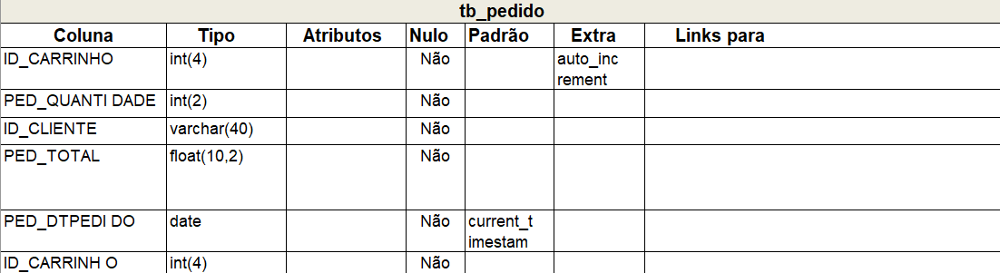 tb_pedido
Coluna Tipo Atributos Nulo Padrão Extra Links para
ID_CARRINHO int(4) Não auto_inc
rement
PED_QUANTI DADE int(2) Não
ID_CLIENTE varchar(40) Não
PED_TOTAL float(10,2) Não
PED_DTPEDI DO date Não current_t
imestam
ID_CARRINH O int(4) Não